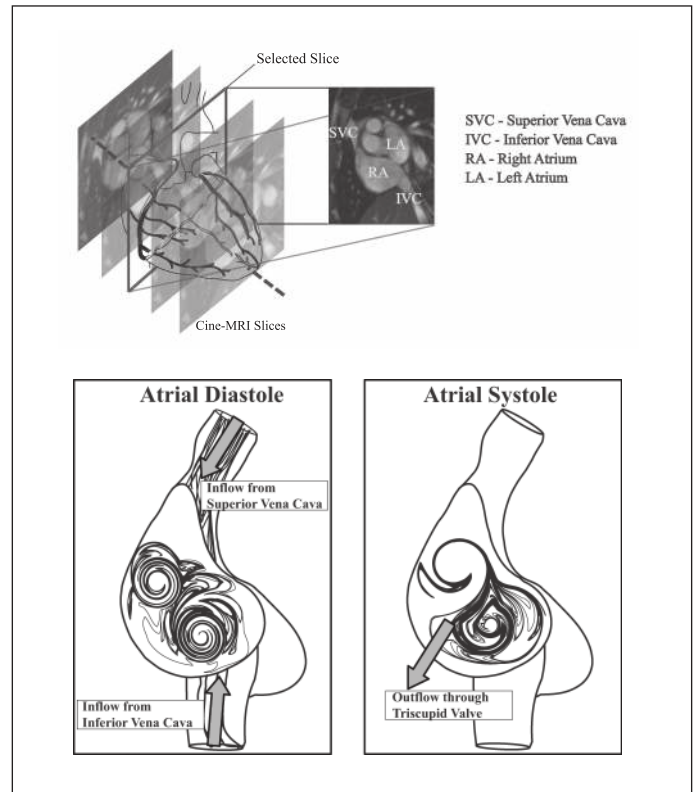 Selected Slice
SVC - Superior Vena Cava
IVC - Inferior Vena Cava
RA - Right Atrium
LA - Left Atrium
SVC
LA
RA
IVC
Cine-MRI Slices
Atrial Diastole
Inflow from
Superior Vena Cava
Inflow from
Inferior Vena Cava
Atrial Systole
Outflow through
Triscupid Valve